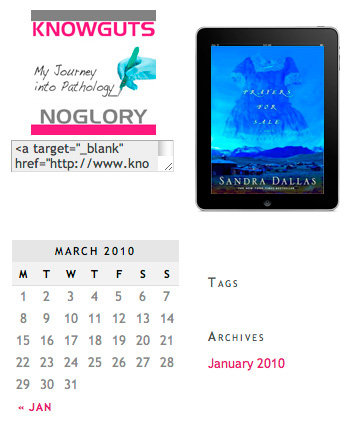 KNOWGUTS
My Journey
into Pathology
NOGLORY
<a target="_blank"
href="http://www.kno
PRAYERS
FOR
SALE
SANDRA DALLAS
MARCH 2010
M T W T F S S
1 2 3 4 5 6 7
8 9 10 11 12 13 14
15 16 17 18 19 20 21
22 23 24 25 26 27 28
29 30 31
« JAN
TAGS
ARCHIVES
January 2010